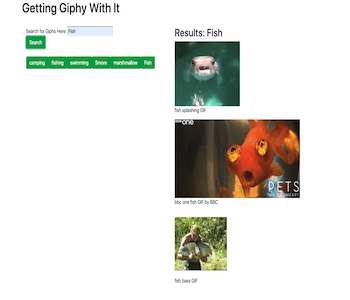 Getting Giphy With It
Search for Giphs Here: Fish
Search
camping fishing swimming Smore marshmallow Fish
Results: Fish
fish splashing GIF
one
PETS
bbc one fish GIF by BBC
fish bass GIF